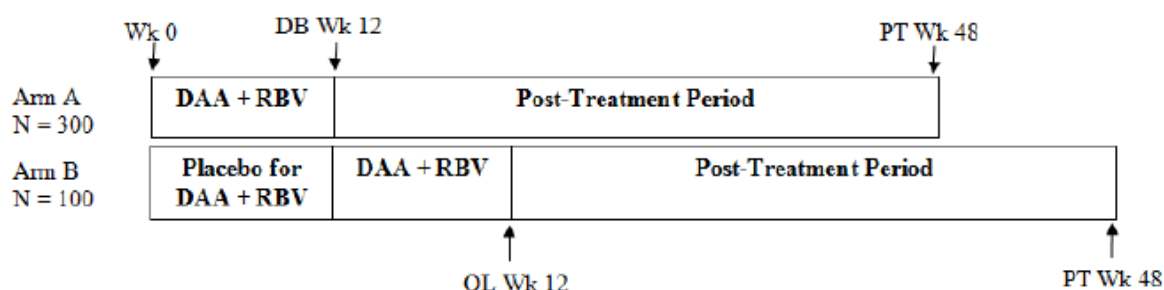 Wk 0
DB Wk 12
PT Wk 48
Arm A
N = 300
DAA + RBV
Post-Treatment Period
Arm B
N = 100
Placebo for
DAA + RBV
DAA + RBV
Post-Treatment Period
OL Wk 12
PT Wk 48